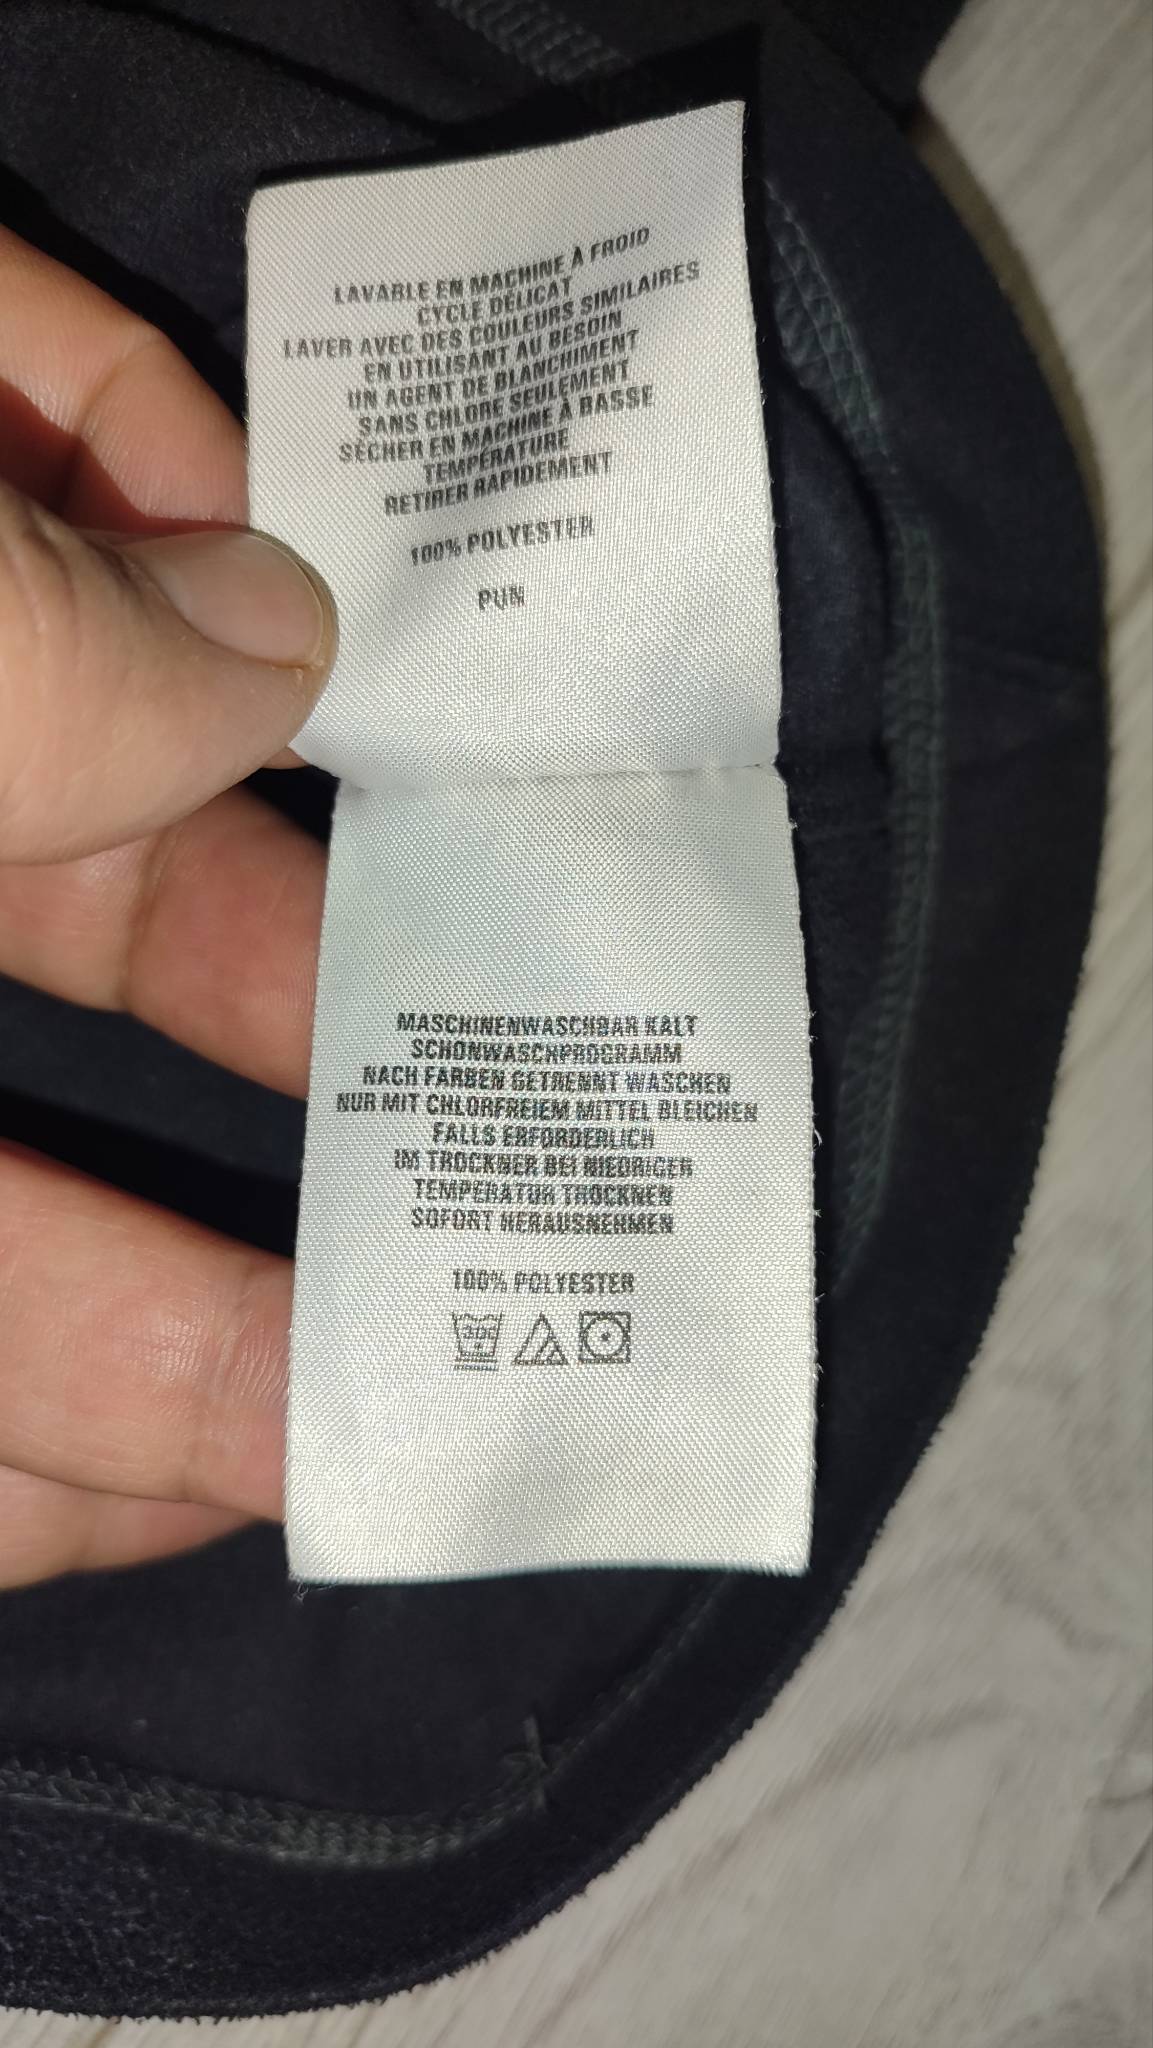 LAVABLE EN MACHINE À FROID
CYCLE DÉLICAT
LAVER AVEC DES COULEURS SIMILAIRES
EN UTILISANT AU BESOIN
UN AGENT DE BLANCHIMENT
SANS CHLORE SEULEMENT
SÉCHER EN MACHINE À BASSE
TEMPÉRATURE
RETIRER RAPIDEMENT
100% POLYESTER
PUN
MASCHINENWASCHBAR KALT
SCHONWASCHPROGRAMM
NACH FARBEN GETRENNT WASCHEN
NUR MIT CHLORFREIEM MITTEL BLEICHEN
FALLS ERFORDERLICH
IM TROCKNER BEI NIEDRIGER
TEMPERATUR TROCKNEN
SOFORT HERAUSNEHMEN
100% POLYESTER